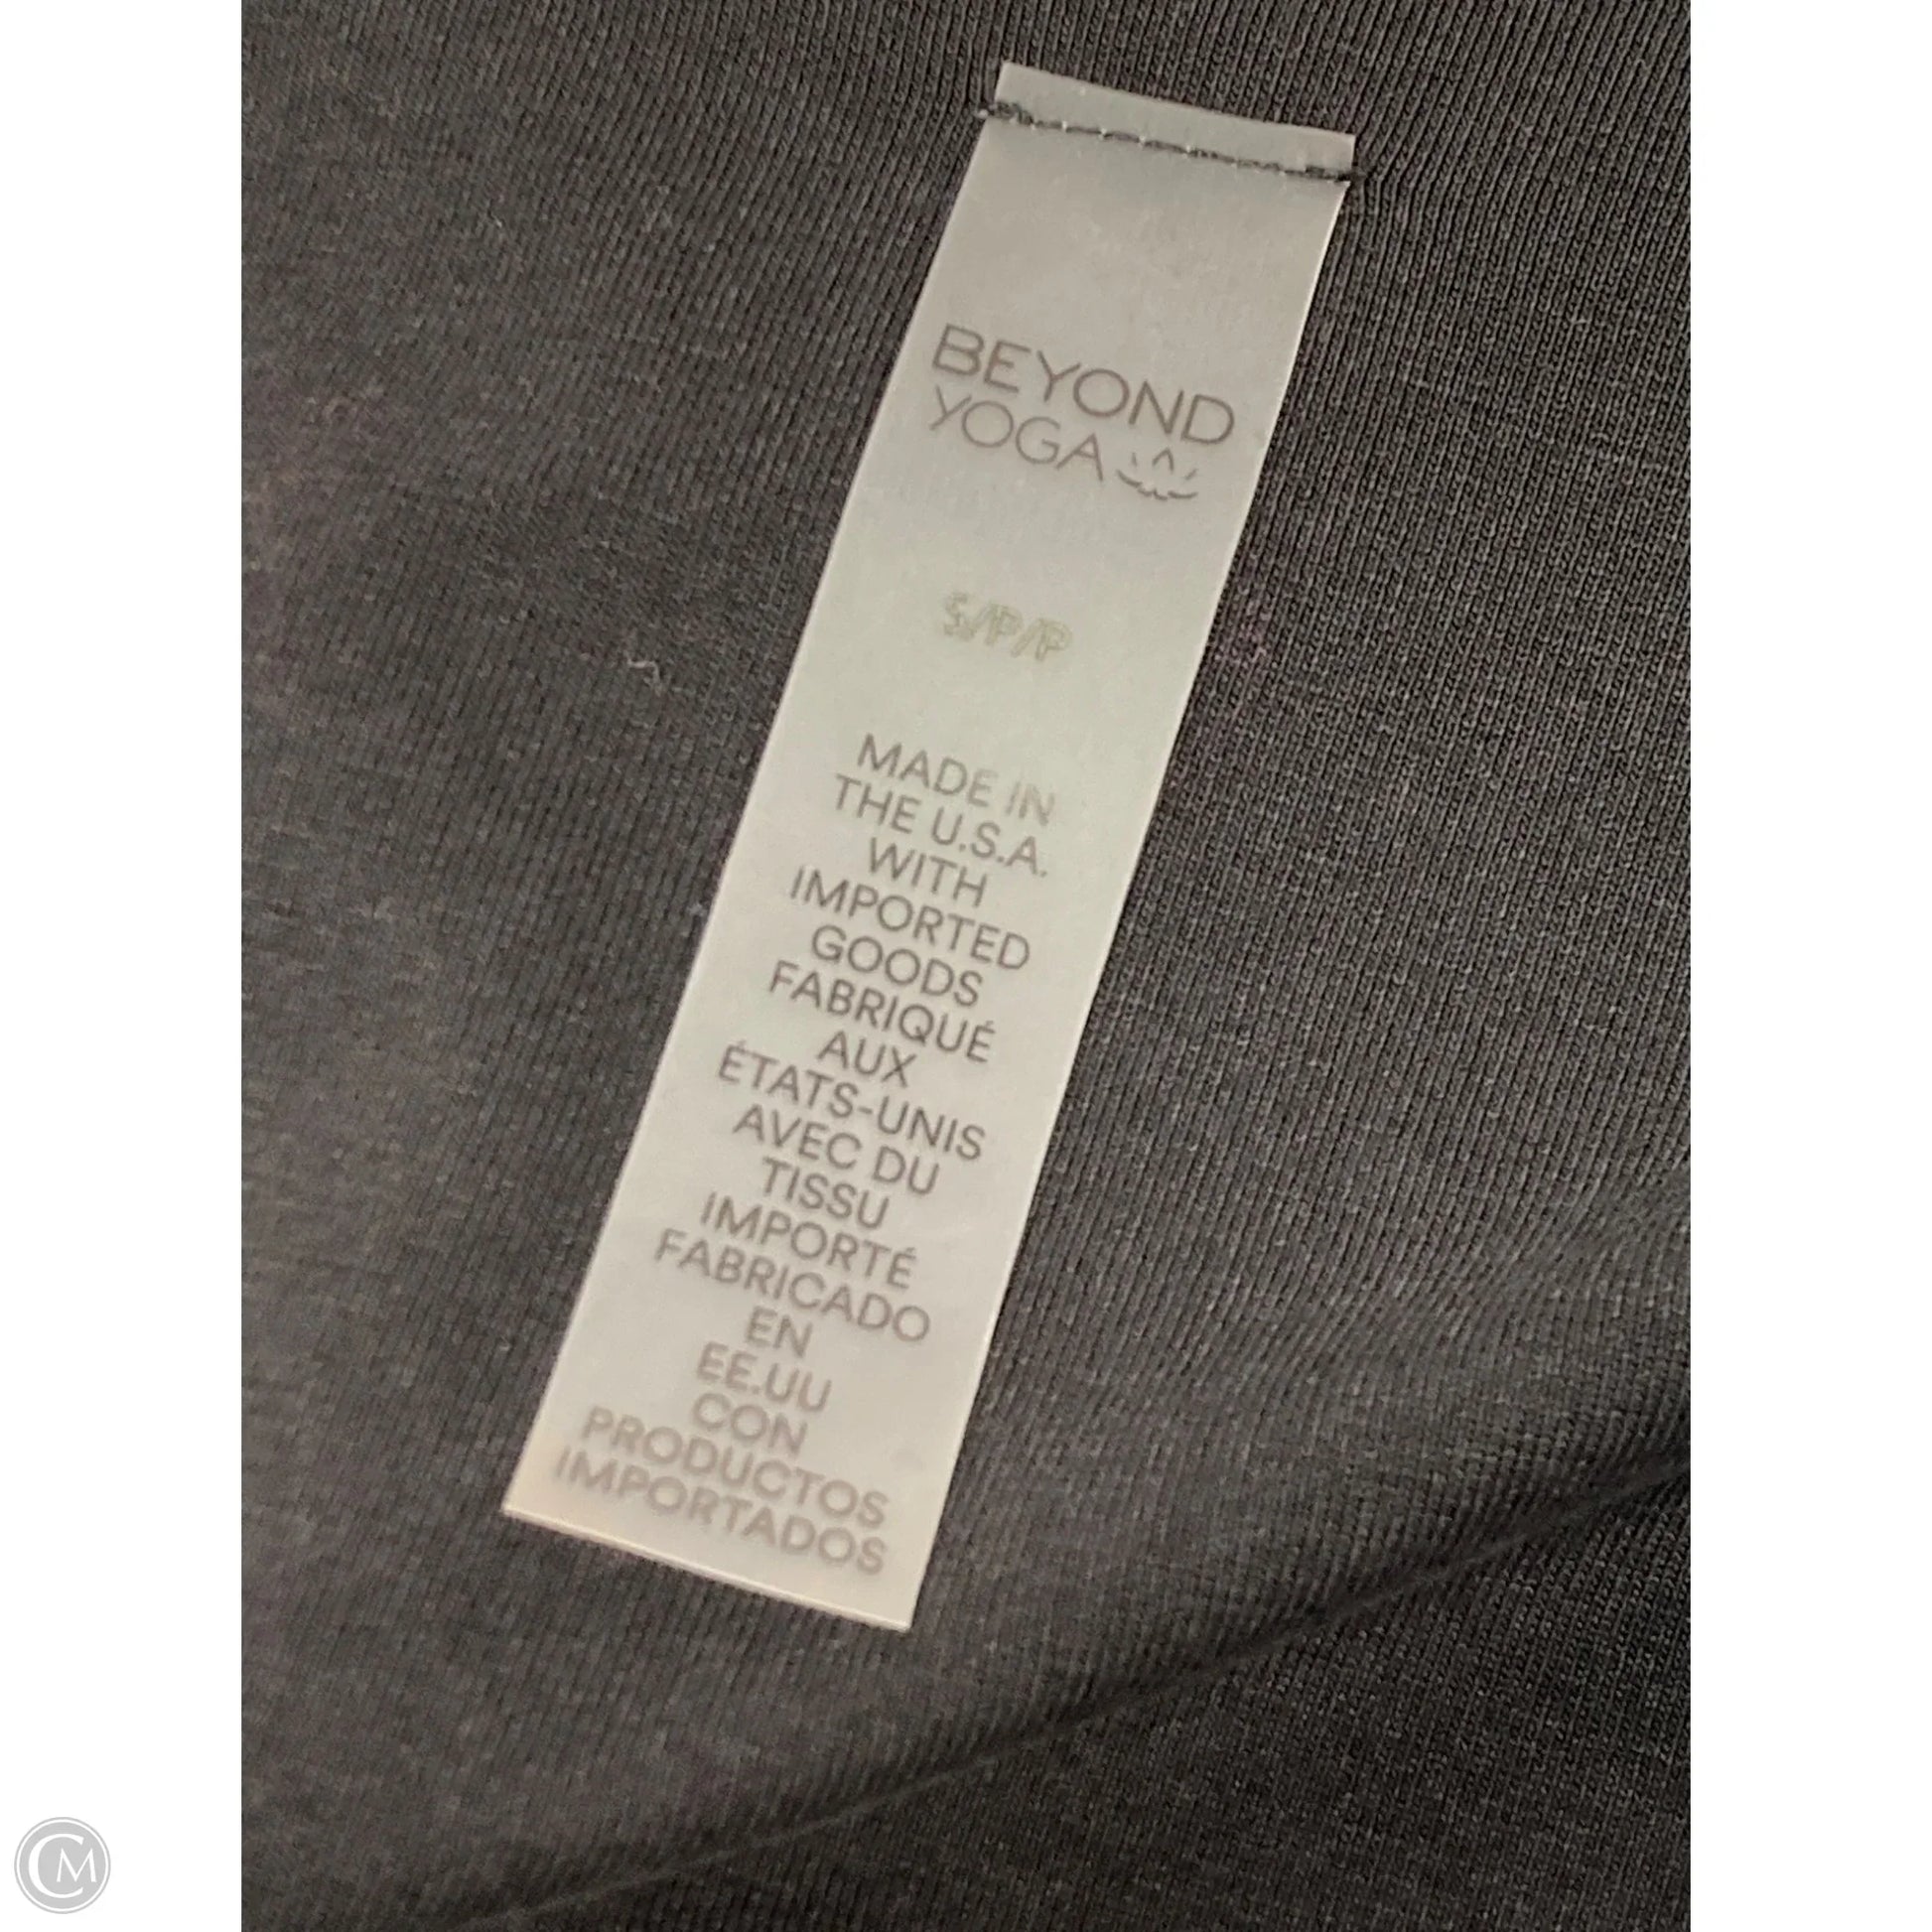 BEYOND
YOGA
S/P/P
MADE IN
THE U.S.A.
WITH
IMPORTED
GOODS
FABRIQUÉ
AUX
ÉTATS-UNIS
AVEC DU
TISSU
IMPORTÉ
FABRICADO
EN
EE.UU
CON
PRODUCTOS
IMPORTADOS
CM